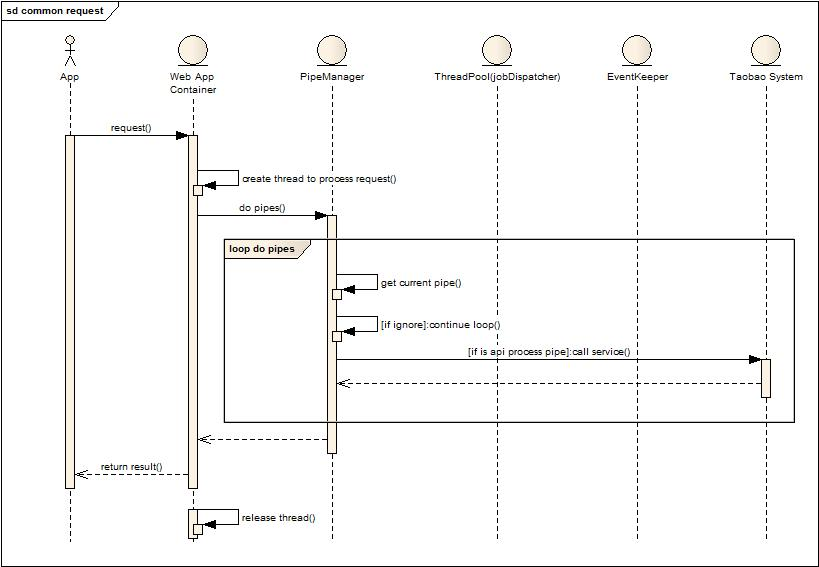 sd common request
App
Web App
Container
PipeManager
ThreadPool(jobDispatcher)
EventKeeper
Taobao System
request()
create thread to process request()
do pipes()
loop do pipes
get current pipe()
[if ignore]:continue loop()
[if is api process pipe]:call service()
return result()
release thread()